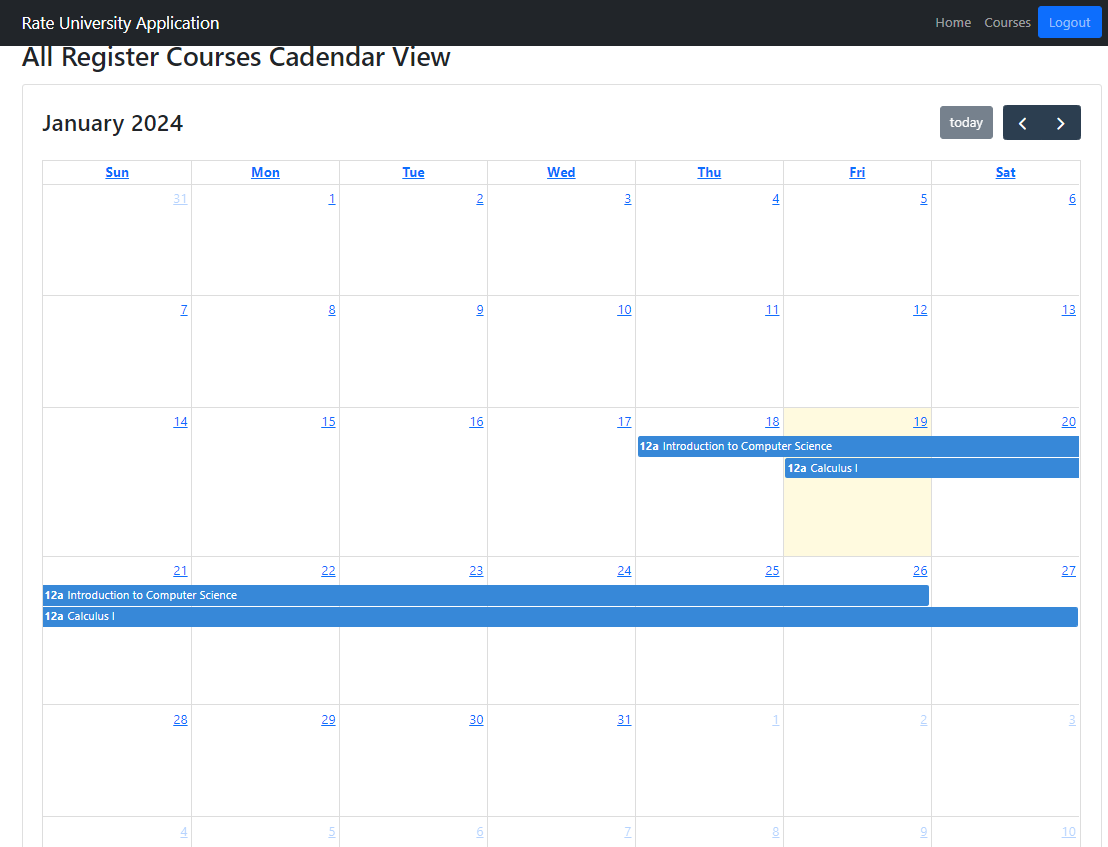 Rate University Application Home Courses Logout
All Register Courses Cadendar View
January 2024 today
Sun Mon Tue Wed Thu Fri Sat
31 1 2 3 4 5 6
7 8 9 10 11 12 13
14 15 16 17 18 19 20
12a Introduction to Computer Science
12a Calculus I
21 22 23 24 25 26 27
12a Introduction to Computer Science
12a Calculus I
28 29 30 31 1 2 3
4 5 6 7 8 9 10